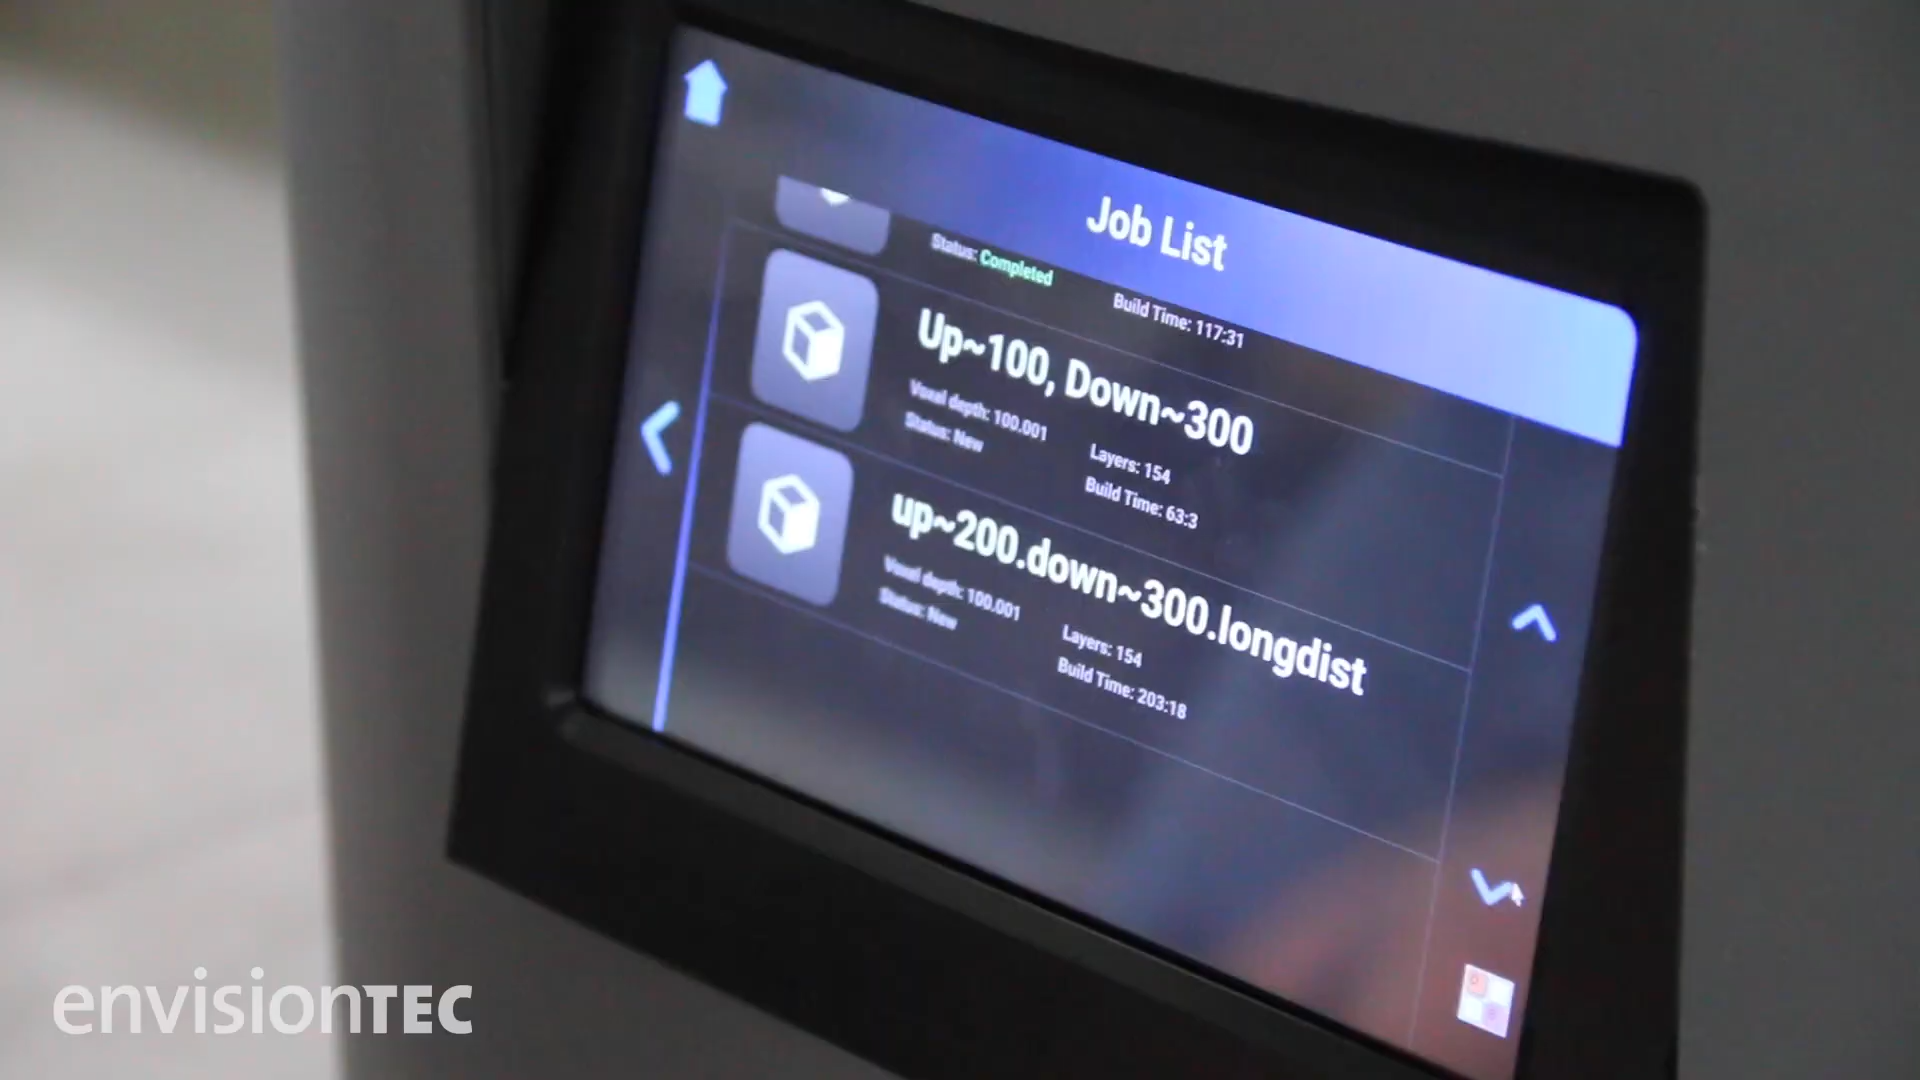 Job List
Status: Completed
Build Time: 117:31
Up~100, Down~300
Voxel depth: 100.001
Layers: 154
Status: New
Build Time: 63:3
up~200.down~300.longdist
Voxel depth: 100.001
Layers: 154
Status: New
Build Time: 203:18
envisionTEC